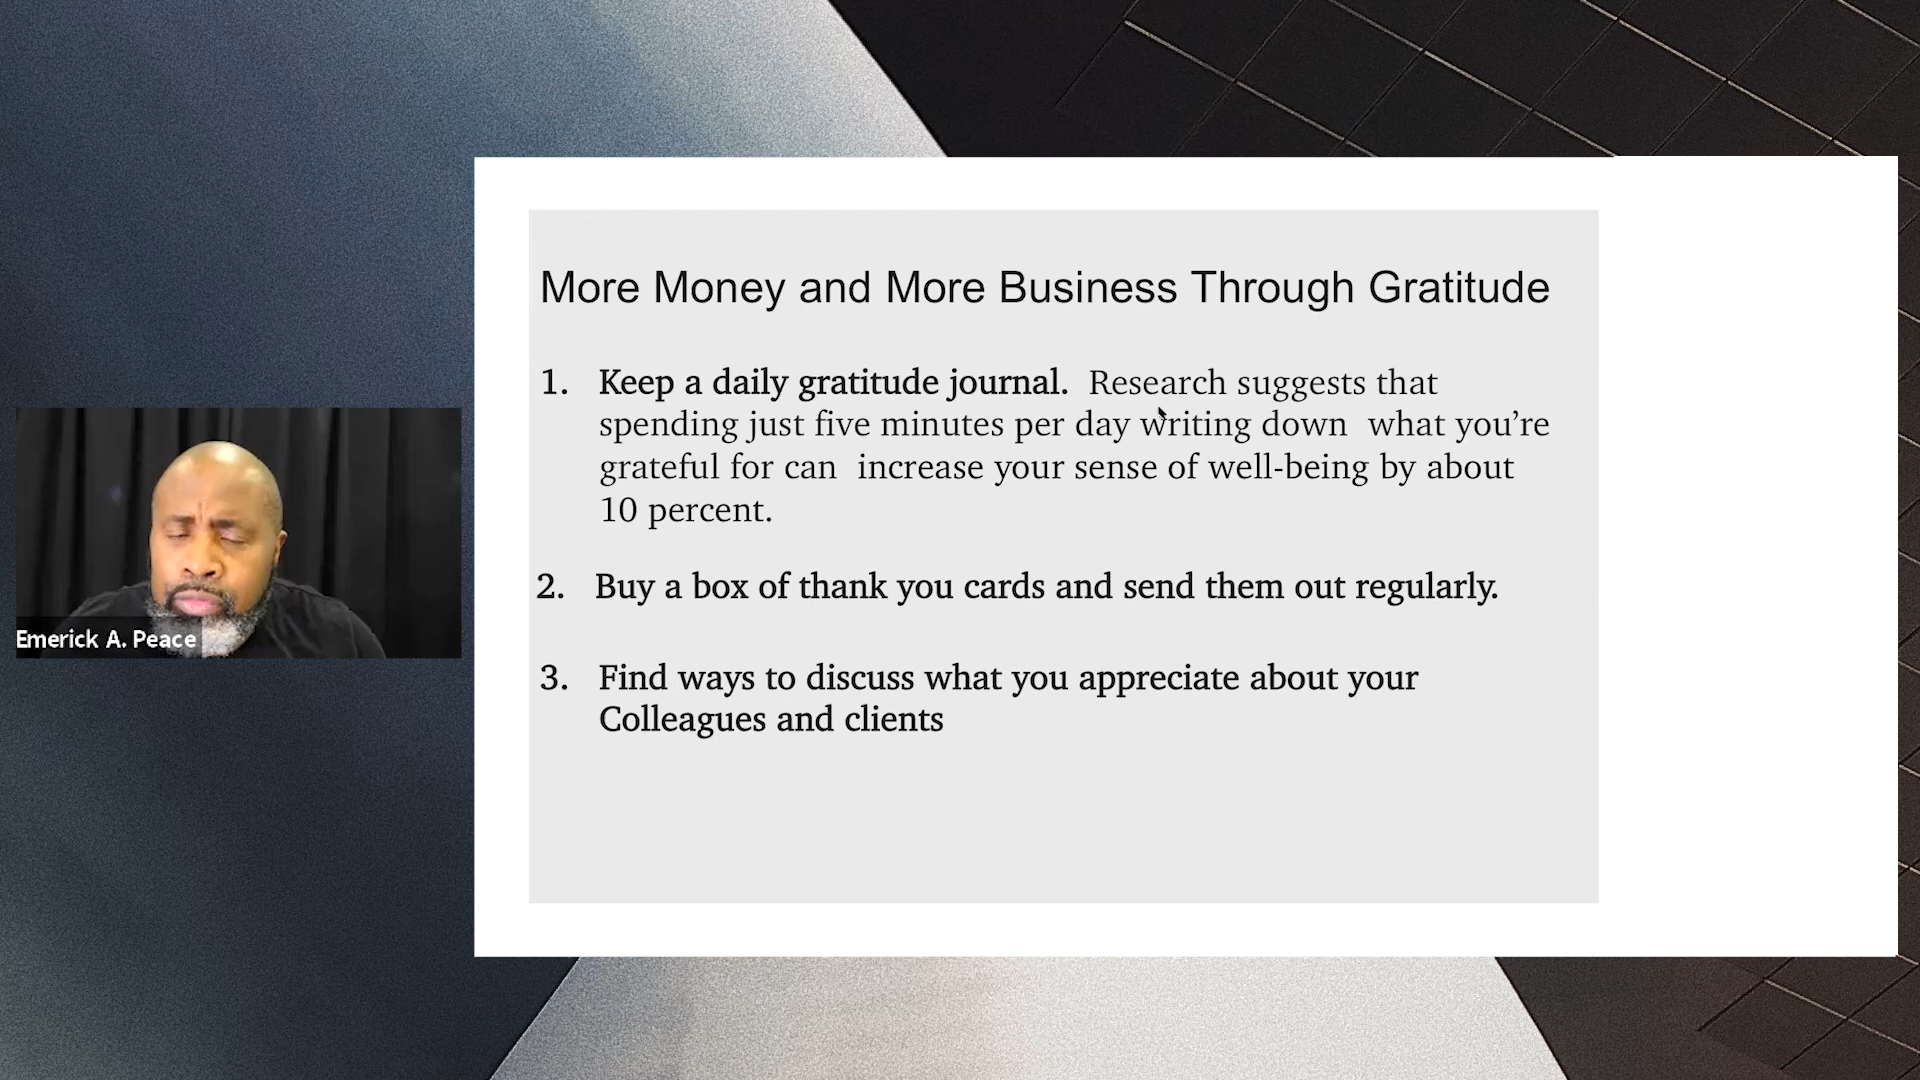 More Money and More Business Through Gratitude
1. Keep a daily gratitude journal. Research suggests that
spending just five minutes per day writing down what you’re
grateful for can increase your sense of well-being by about
10 percent.
2. Buy a box of thank you cards and send them out regularly.
3. Find ways to discuss what you appreciate about your
Colleagues and clients
Emerick A. Peace